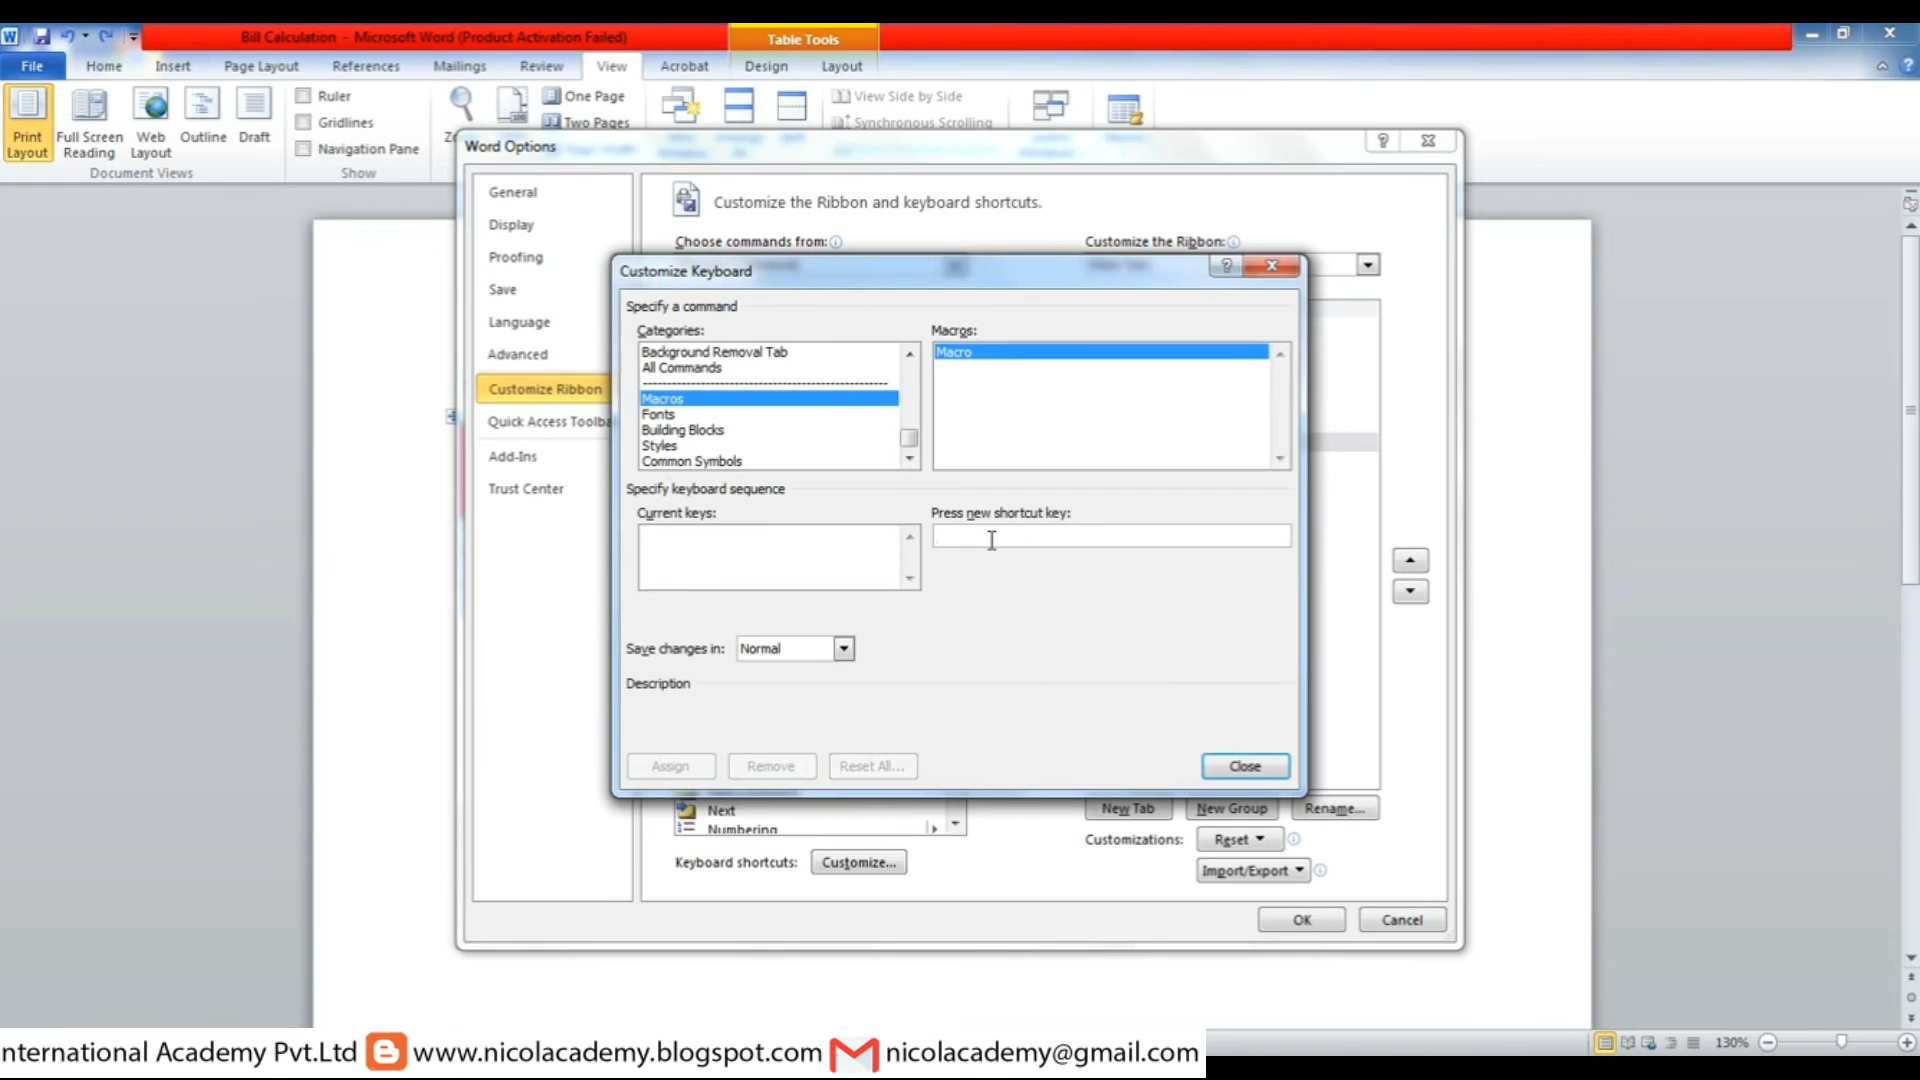 Bill Calculation - Microsoft Word (Product Activation Failed)
Table Tools
File Home Insert Page Layout References Mailings Review View Acrobat Design Layout
Ruler
Gridlines
Navigation Pane
One Page
Two Pages
View Side by Side
Synchronous Scrolling
Print Layout
Full Screen Reading
Web Layout
Outline
Draft
Document Views
Show
Word Options
General
Display
Proofing
Save
Language
Advanced
Customize Ribbon
Quick Access Toolba
Add-Ins
Trust Center
Customize the Ribbon and keyboard shortcuts.
Choose commands from:
Customize the Ribbon:
Customize Keyboard
Specify a command
Categories:
Background Removal Tab
All Commands
Macros
Fonts
Building Blocks
Styles
Common Symbols
Macros:
Macro
Specify keyboard sequence
Current keys:
Press new shortcut key:
Save changes in: Normal
Description
Assign Remove Reset All... Close
Next
Numbering
New Tab New Group Rename...
Customizations: Reset
Import/Export
Keyboard shortcuts: Customize...
OK Cancel
130%
nternational Academy Pvt.Ltd www.nicolacademy.blogspot.com nicolacademy@gmail.com